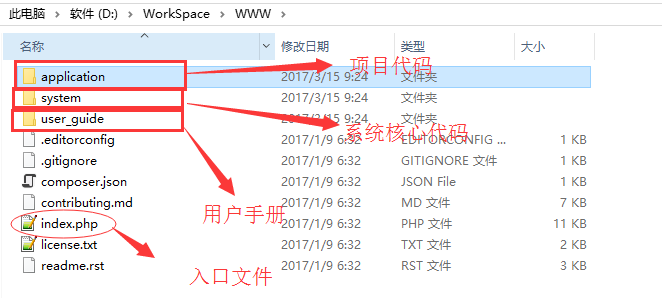 此电脑 › 软件 (D:) › WorkSpace › WWW ›
名称 修改日期 类型 大小
application 2017/3/15 9:24 文件夹
项目代码
system 2017/3/15 9:24 文件夹
user_guide 2017/3/15 9:24 文件夹
系统核心代码
.editorconfig 2017/1/9 6:32 EDITORCONFIG ... 1 KB
.gitignore 2017/1/9 6:32 GITIGNORE 文件 1 KB
composer.json 2017/1/9 6:32 JSON File 1 KB
contributing.md 2017/1/9 6:32 MD 文件 7 KB
用户手册
index.php 2017/1/9 6:32 PHP 文件 11 KB
license.txt 2017/1/9 6:32 TXT 文件 2 KB
readme.rst 2017/1/9 6:32 RST 文件 3 KB
入口文件